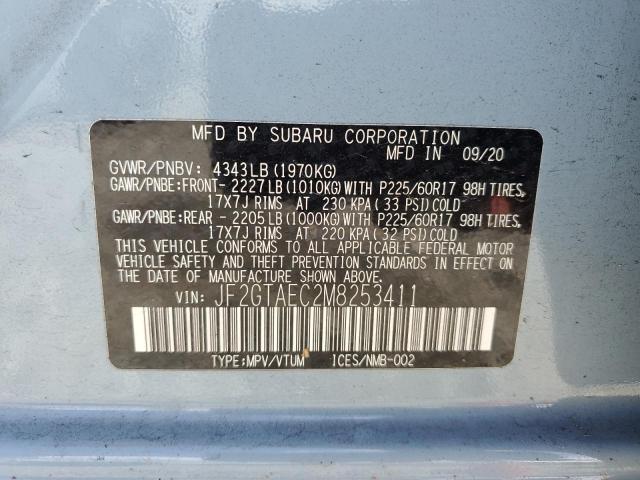 MFD BY SUBARU CORPORATION
GVWR/PNBV - 4343LB (1970KG) MFD IN 09/20
GAWR/PNBE:FRONT- 2227LB (1010KG) WITH P225/60R17 98H TIRES,
17X7J RIMS AT 230 KPA (33 PSI) COLD
GAWR/PNBE:REAR - 2205LB (1000KG) WITH P225/60R17 98H TIRES,
17X7J RIMS AT 220 KPA (32 PSI) COLD
THIS VEHICLE CONFORMS TO ALL APPLICABLE FEDERAL MOTOR
VEHICLE SAFETY AND THEFT PREVENTION STANDARDS IN EFFECT ON
THE DATE OF MANUFACTURE SHOWN ABOVE.
VIN: JF2GTAEC2M8253411
TYPE:MPV/VTUM ICES/NMB-002